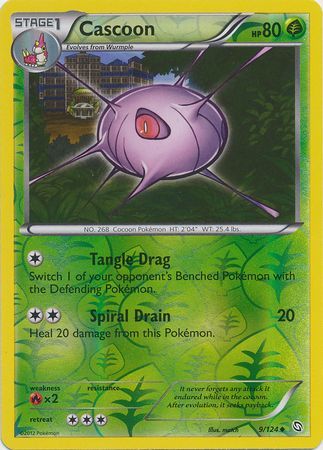 STAGE1
Cascoon
HP80
Evolves from Wurmple
NO. 268 Cocoon Pokémon HT: 2'04" WT: 25.4 lbs.
Tangle Drag
Switch 1 of your opponent's Benched Pokémon with
the Defending Pokémon.
Spiral Drain 20
Heal 20 damage from this Pokémon.
weakness resistance
×2
retreat
It never forgets any attack it
endured while in the cocoon.
After evolution, it seeks payback.
Illus. match 9/124
©2012 Pokémon